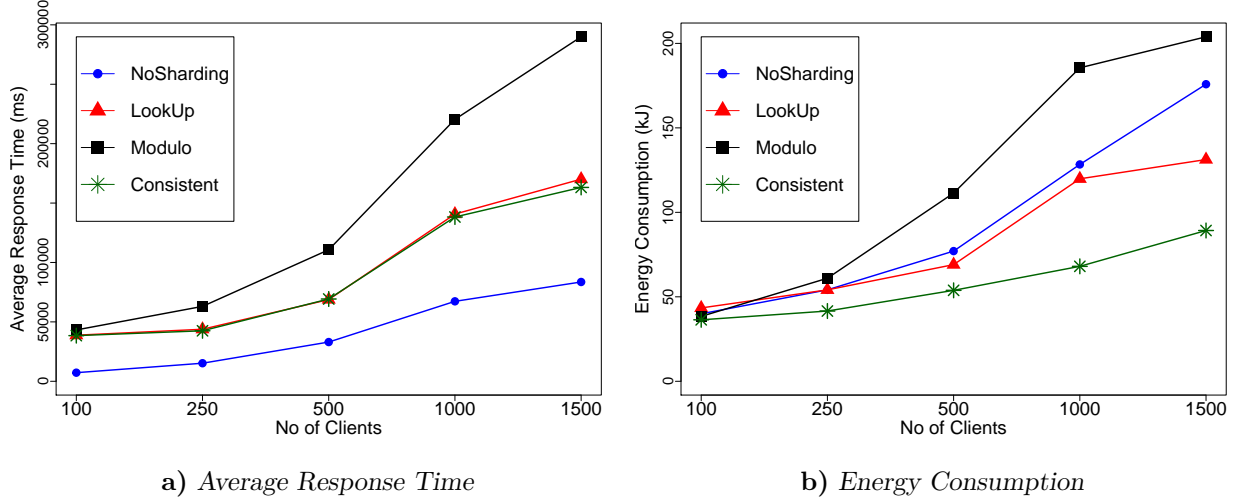 NoSharding
LookUp
Modulo
Consistent
Average Response Time (ms)
0
50000
100000
200000
300000
100 250 500 1000 1500
No of Clients
a) Average Response Time
NoSharding
LookUp
Modulo
Consistent
Energy Consumption (kJ)
0
50
100
150
200
100 250 500 1000 1500
No of Clients
b) Energy Consumption